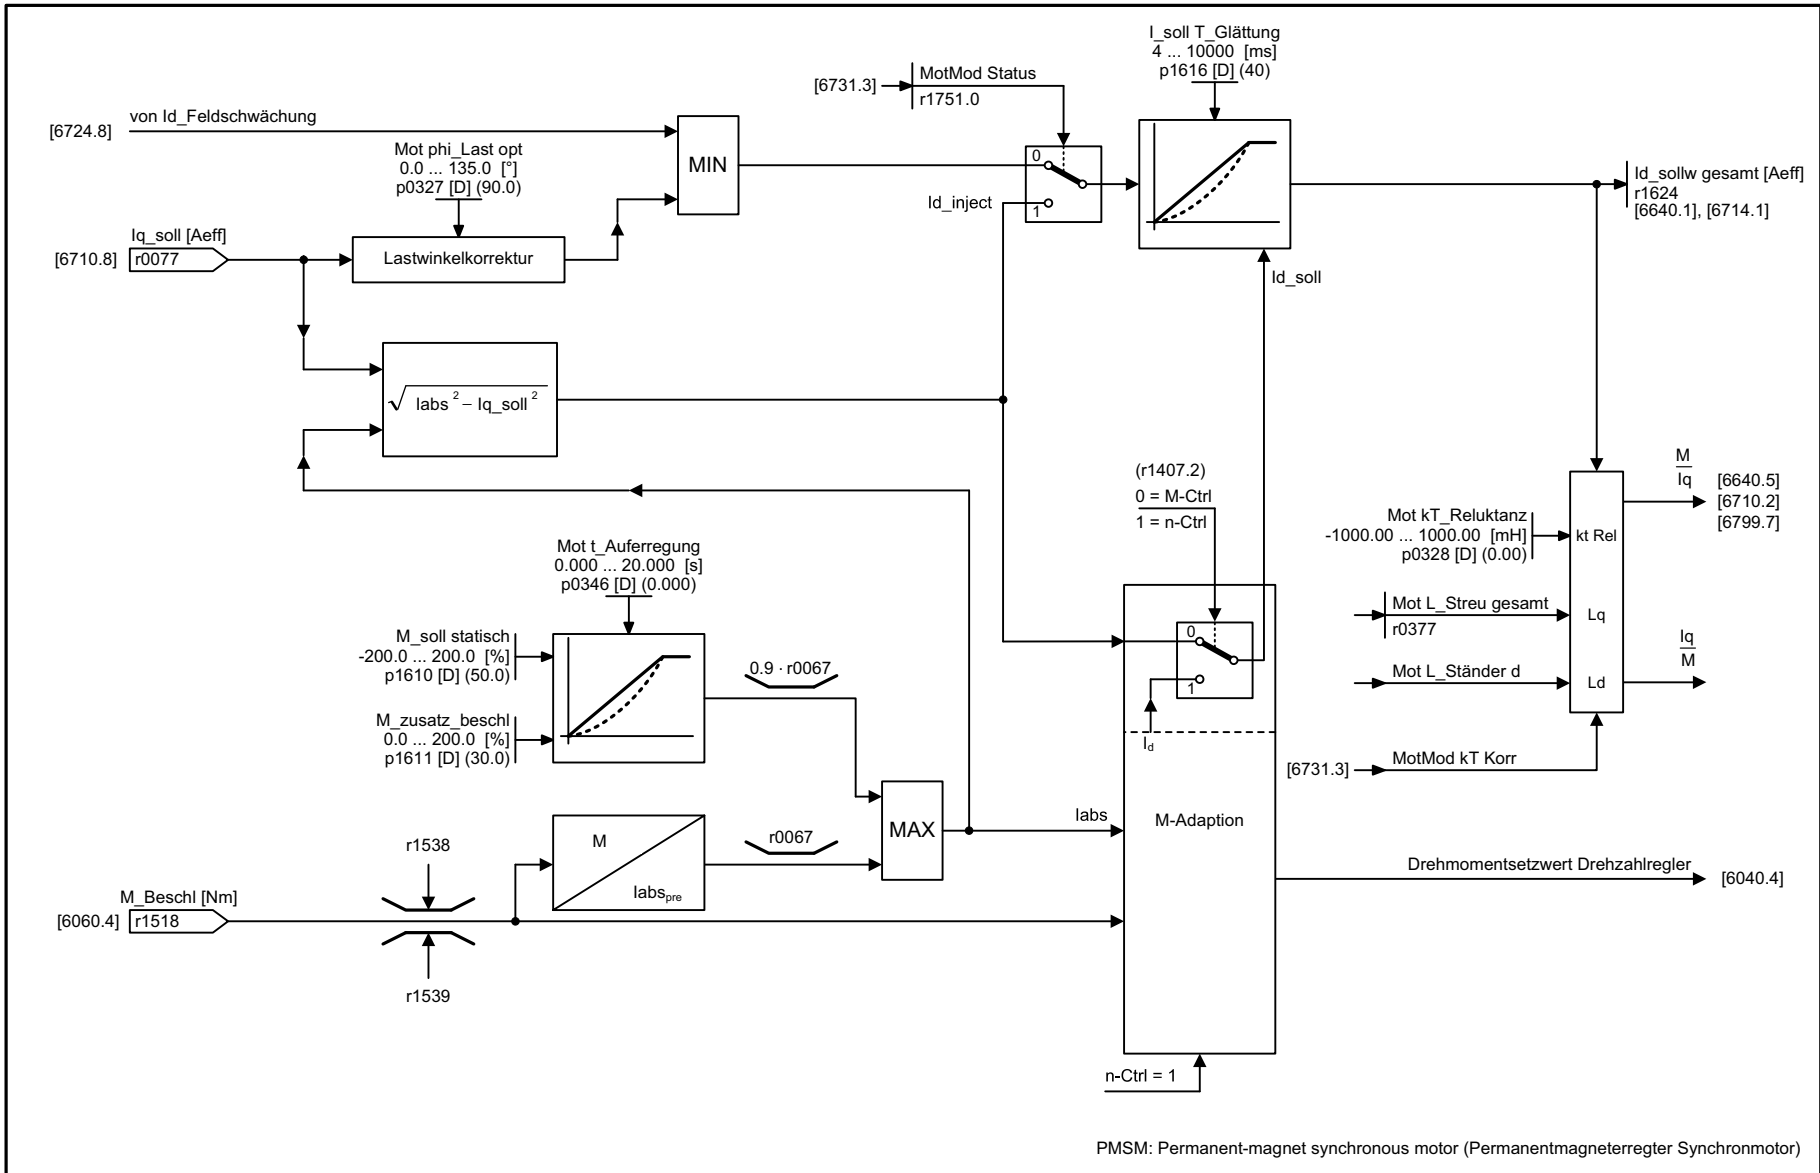 I_soll T_Glättung
4 ... 10000 [ms]
p1616 [D] (40)
[6731.3]
MotMod Status
r1751.0
[6724.8]
von Id_Feldschwächung
Mot phi_Last opt
0.0 ... 135.0 [°]
p0327 [D] (90.0)
MIN
0
1
Id_inject
Id_sollw gesamt [Aeff]
r1624
[6640.1], [6714.1]
Iq_soll [Aeff]
[6710.8]
r0077
Lastwinkelkorrektur
Id_soll
√ Iabs 2 – Iq_soll 2
(r1407.2)
0 = M-Ctrl
1 = n-Ctrl
M
Iq
[6640.5]
[6710.2]
[6799.7]
Mot kT_Reluktanz
-1000.00 ... 1000.00 [mH]
p0328 [D] (0.00)
kt Rel
Mot t_Auferregung
0.000 ... 20.000 [s]
p0346 [D] (0.000)
Mot L_Streu gesamt
r0377
Lq
M_soll statisch
-200.0 ... 200.0 [%]
p1610 [D] (50.0)
0.9 · r0067
0
1
Iq
M
Mot L_Ständer d
Ld
M_zusatz_beschl
0.0 ... 200.0 [%]
p1611 [D] (30.0)
Id
[6731.3]
MotMod kT Korr
MAX
Iabs
M-Adaption
r1538
M
Iabspre
r0067
Drehmomentsetzwert Drehzahlregler
[6040.4]
M_Beschl [Nm]
[6060.4]
r1518
r1539
n-Ctrl = 1
PMSM: Permanent-magnet synchronous motor (Permanentmagneterregter Synchronmotor)